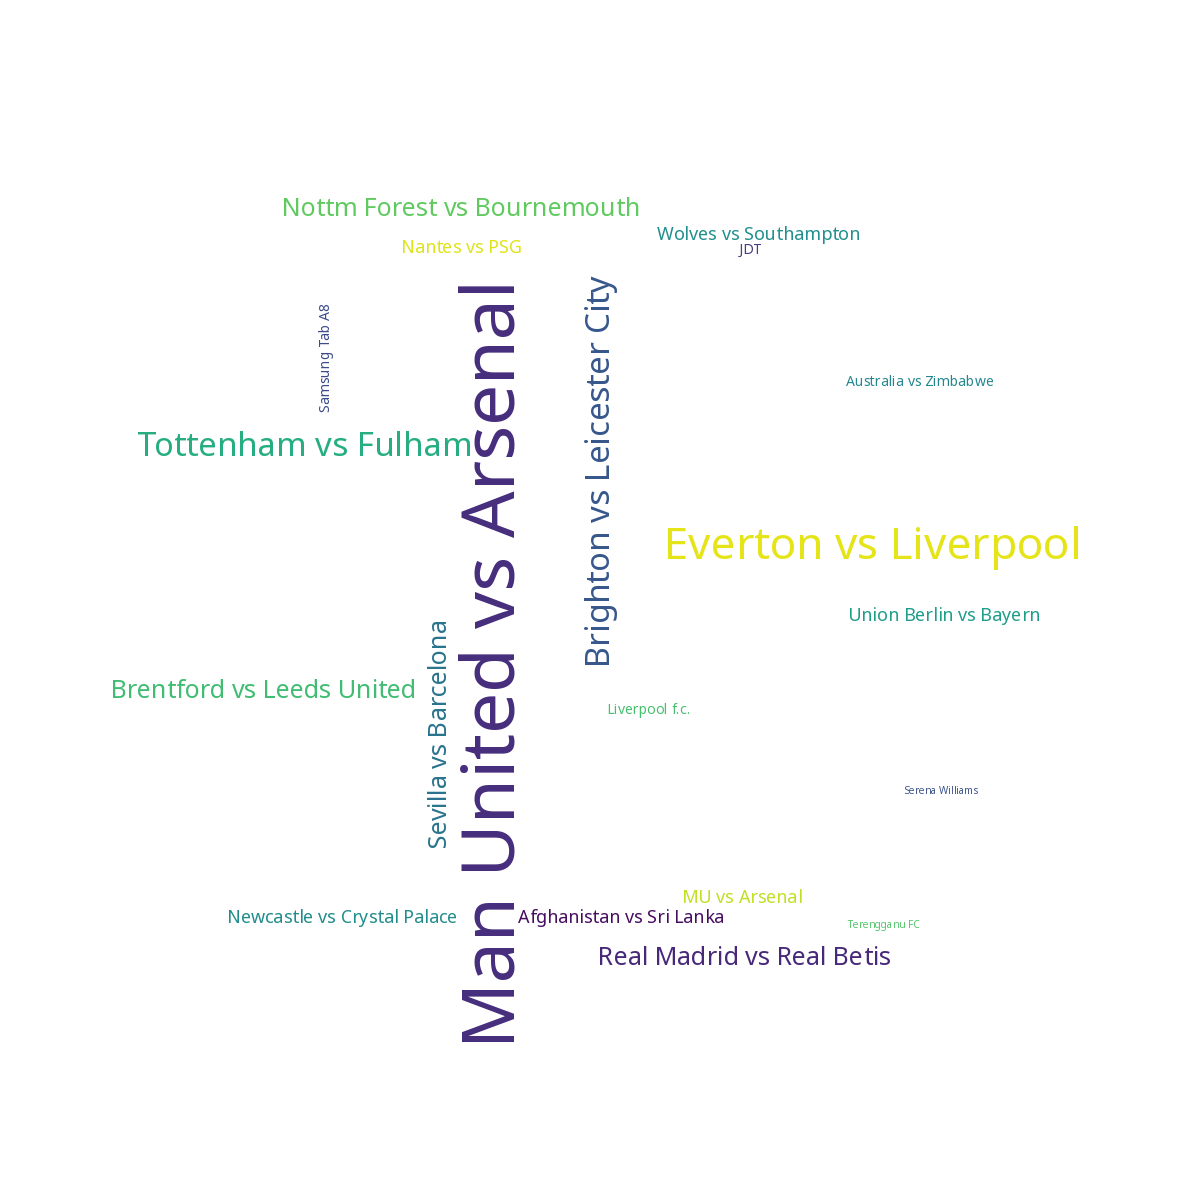 Nottm Forest vs Bournemouth
Wolves vs Southampton
Nantes vs PSG
JDT
Man United vs Arsenal
Brighton vs Leicester City
Samsung Tab A8
Australia vs Zimbabwe
Tottenham vs Fulham
Everton vs Liverpool
Union Berlin vs Bayern
Sevilla vs Barcelona
Brentford vs Leeds United
Liverpool f.c.
Serena Williams
MU vs Arsenal
Newcastle vs Crystal Palace
Afghanistan vs Sri Lanka
Terengganu FC
Real Madrid vs Real Betis